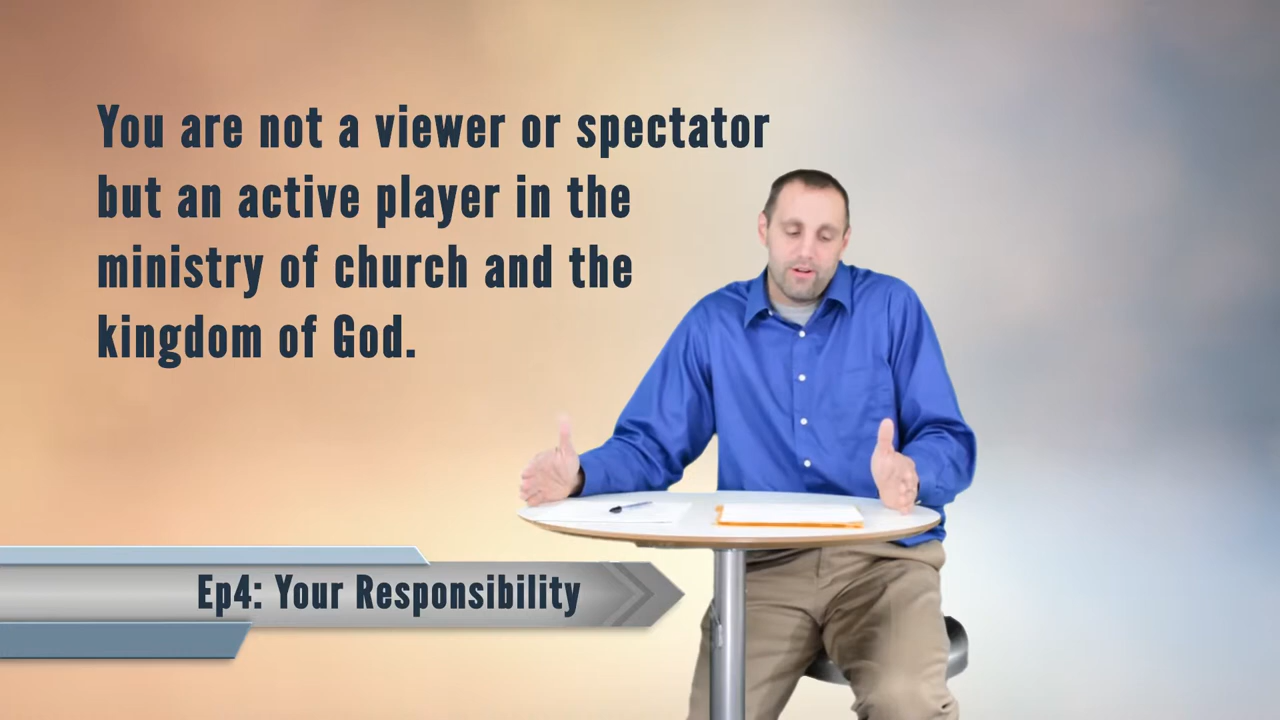 You are not a viewer or spectator
but an active player in the
ministry of church and the
kingdom of God.
Ep4: Your Responsibility